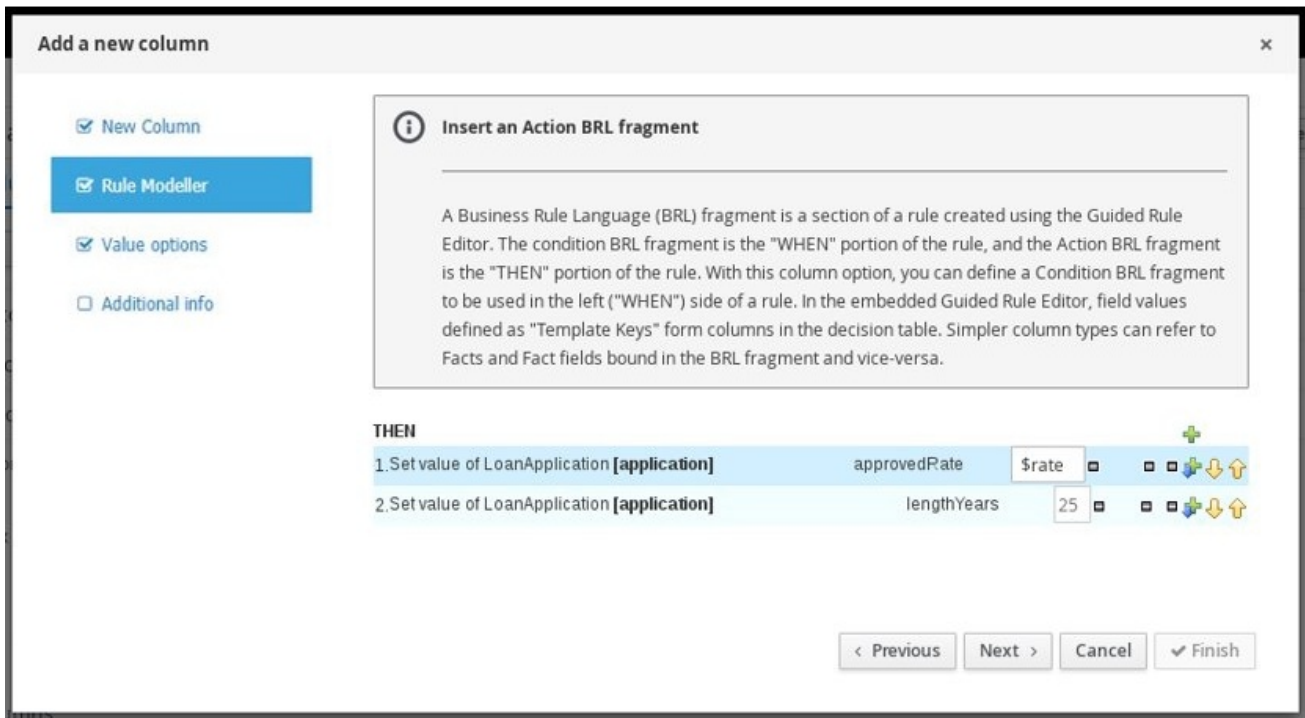 Add a new column
×
New Column
Rule Modeller
Value options
Additional info
Insert an Action BRL fragment
A Business Rule Language (BRL) fragment is a section of a rule created using the Guided Rule
Editor. The condition BRL fragment is the "WHEN" portion of the rule, and the Action BRL fragment
is the "THEN" portion of the rule. With this column option, you can define a Condition BRL fragment
to be used in the left ("WHEN") side of a rule. In the embedded Guided Rule Editor, field values
defined as "Template Keys" form columns in the decision table. Simpler column types can refer to
Facts and Fact fields bound in the BRL fragment and vice-versa.
THEN
1.Set value of LoanApplication [application] approvedRate $rate
2.Set value of LoanApplication [application] lengthYears 25
< Previous Next > Cancel ✔ Finish